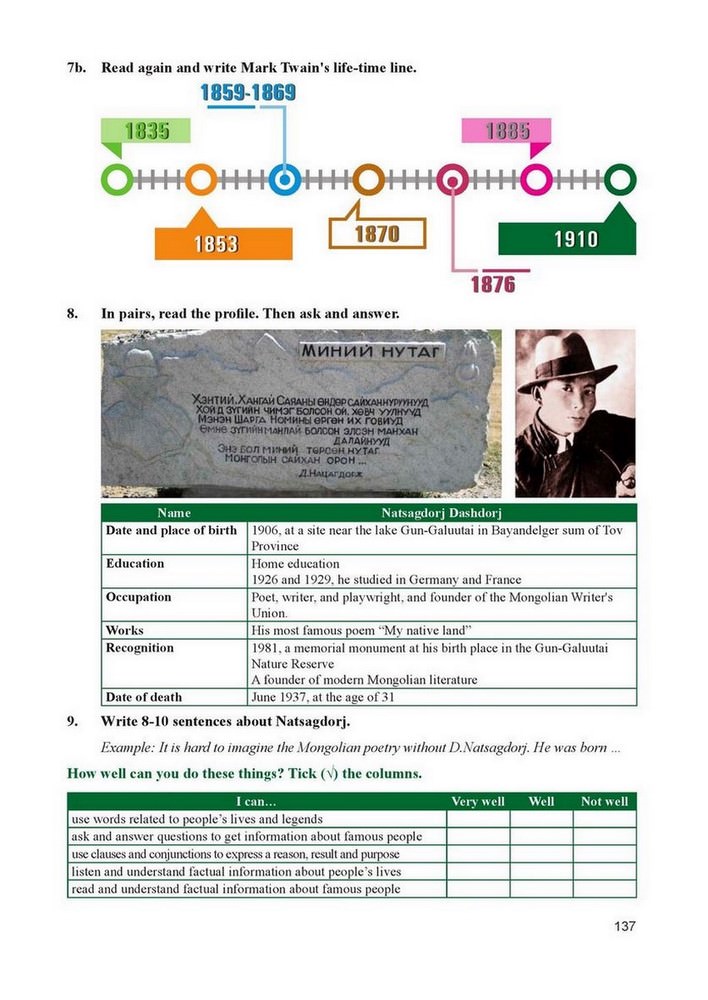 7b. Read again and write Mark Twain's life-time line.
1859-1869
1835
1885
1853
1870
1910
1876
8. In pairs, read the profile. Then ask and answer.
МИНИЙ НУТАГ
ХЭНТИЙ. ХАНГАЙ САЯАНЫ ӨНДӨР САЙХАН НУРУУНУУД
ХОЙД ЗҮГИЙН ЧИМЭГ БОЛСОН ОЙ, ХӨВЧ УУЛНУУД
МЭНЭН ШАРГА НОМИНЫ ӨРГӨН ИХ ГОВИУД
ӨМНӨ ЗҮГИЙН МАНЛАЙ БОЛСОН ЭЛСЭН МАНХАН
ДАЛАЙНУУД
ЭНЭ БОЛ МИНИЙ ТӨРСӨН НУТАГ
МОНГОЛЫН САЙХАН ОРОН ...
Д.НАЦАГДОРЖ
Name Natsagdorj Dashdorj
Date and place of birth 1906, at a site near the lake Gun-Galuutai in Bayandelger sum of Tov
Province
Education Home education
1926 and 1929, he studied in Germany and France
Occupation Poet, writer, and playwright, and founder of the Mongolian Writer's
Union.
Works His most famous poem “My native land”
Recognition 1981, a memorial monument at his birth place in the Gun-Galuutai
Nature Reserve
A founder of modern Mongolian literature
Date of death June 1937, at the age of 31
9. Write 8-10 sentences about Natsagdorj.
Example: It is hard to imagine the Mongolian poetry without D.Natsagdorj. He was born ...
How well can you do these things? Tick (√) the columns.
I can… Very well Well Not well
use words related to people’s lives and legends
ask and answer questions to get information about famous people
use clauses and conjunctions to express a reason, result and purpose
listen and understand factual information about people’s lives
read and understand factual information about famous people
137